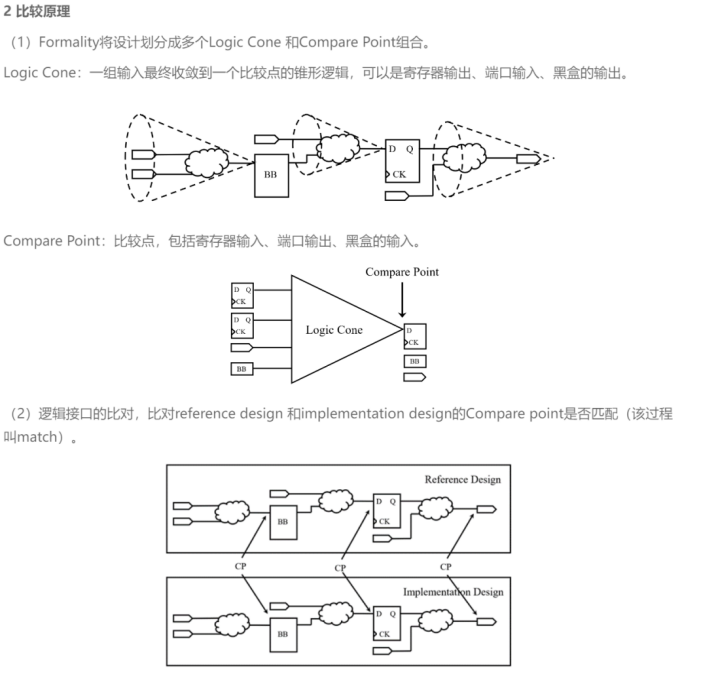 2 比较原理
（1）Formality将设计划分成多个Logic Cone 和Compare Point组合。
Logic Cone：一组输入最终收敛到一个比较点的锥形逻辑，可以是寄存器输出、端口输入、黑盒的输出。
BB
D Q
CK
Compare Point：比较点，包括寄存器输入、端口输出、黑盒的输入。
Compare Point
D Q
CK
D Q
CK
BB
Logic Cone
D
CK
BB
（2）逻辑接口的比对，比对reference design 和implementation design的Compare point是否匹配（该过程
叫match）。
Reference Design
BB
D Q
CK
CP CP CP
Implementation Design
BB
D Q
CK